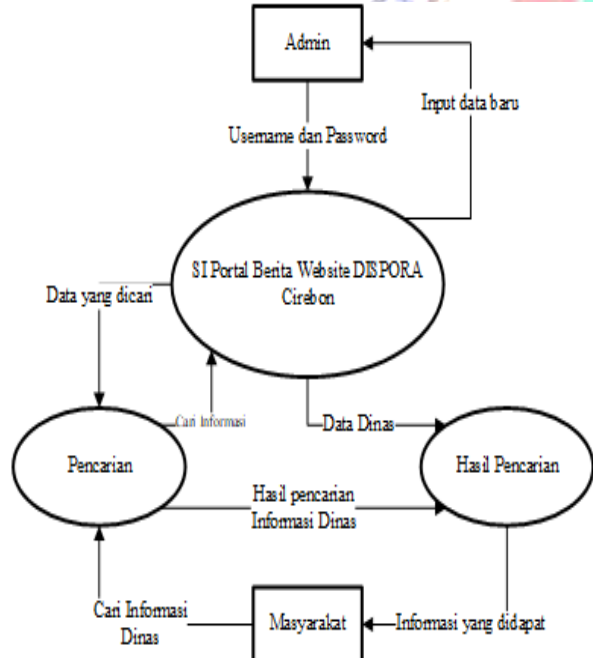 Admin
Input data baru
Username dan Password
SI Portal Berita Website DISPORA
Cirebon
Data yang dicari
Cari Informasi
Data Dinas
Pencarian
Hasil Pencarian
Hasil pencarian
Informasi Dinas
Cari Informasi
Dinas
Masyarakat
Informasi yang didapat